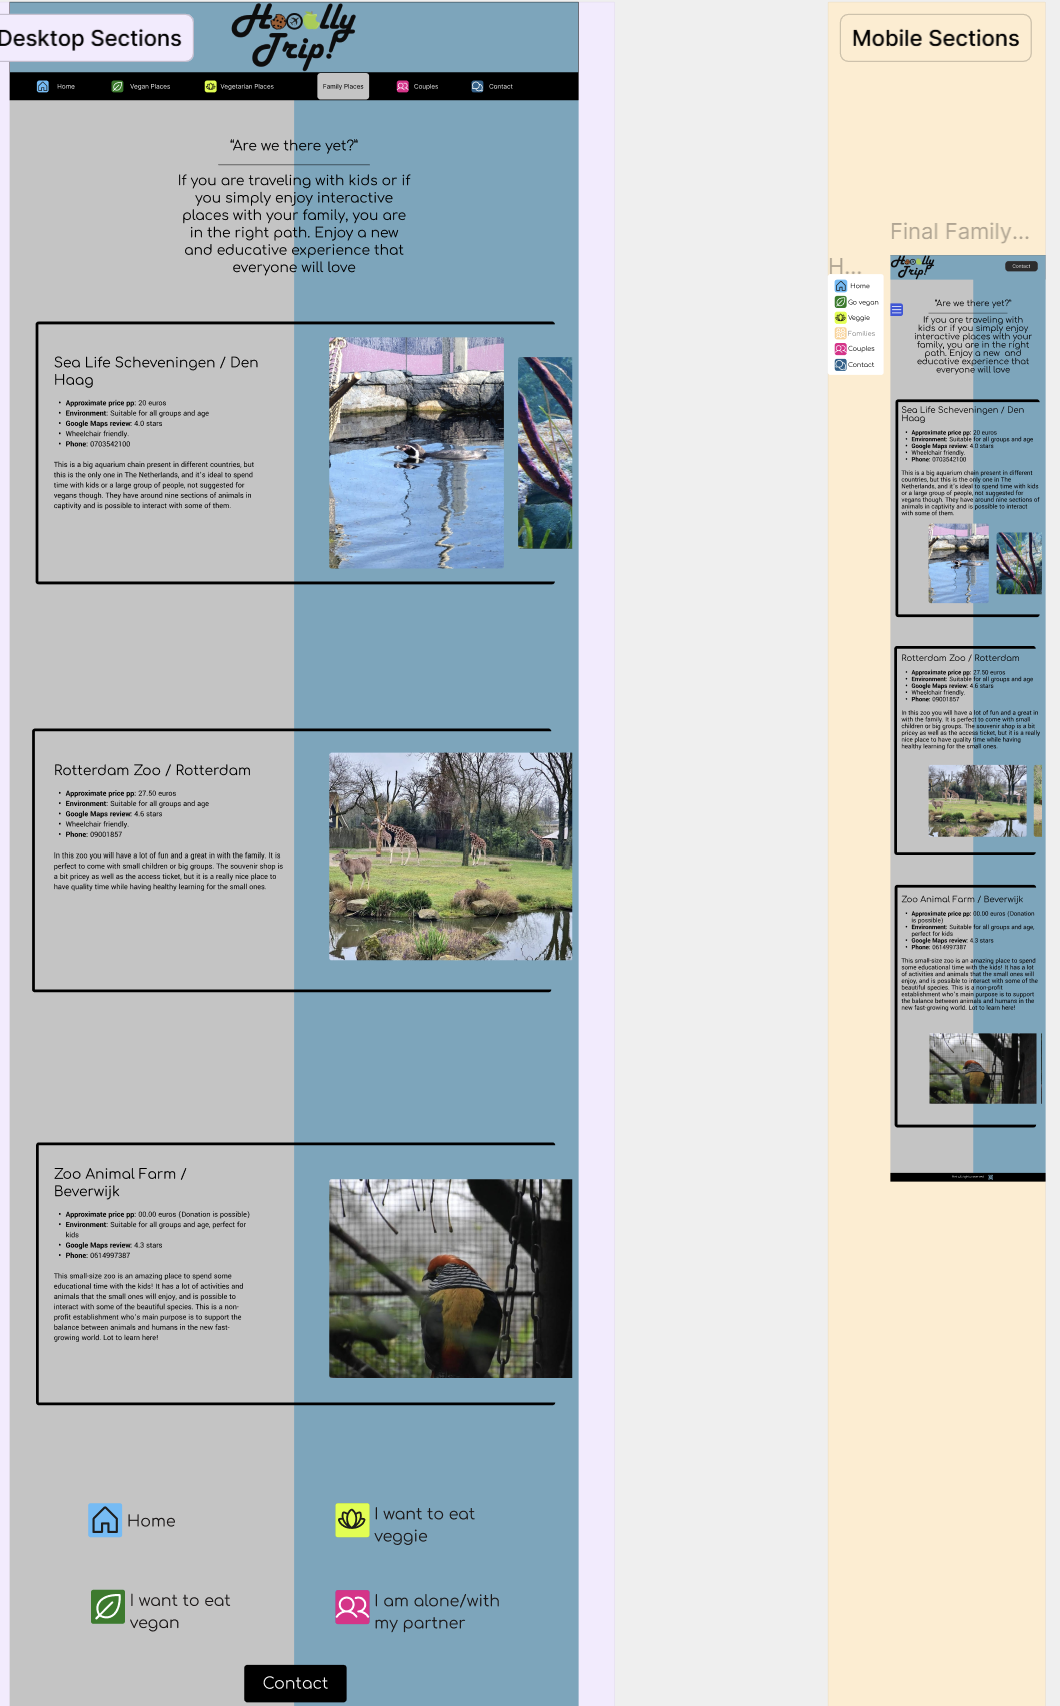 Desktop Sections
Hooolly
Trip!
Home
Vegan Places
Vegetarian Places
Family Places
Couples
Contact
“Are we there yet?”
If you are traveling with kids or if
you simply enjoy interactive
places with your family, you are
in the right path. Enjoy a new
and educative experience that
everyone will love
Sea Life Scheveningen / Den
Haag
• Approximate price pp: 20 euros
• Environment: Suitable for all groups and age
• Google Maps review: 4.0 stars
• Wheelchair friendly.
• Phone: 0703542100
This is a big aquarium chain present in different countries, but
this is the only one in The Netherlands, and it´s ideal to spend
time with kids or a large group of people, not suggested for
vegans though. They have around nine sections of animals in
captivity and is possible to interact with some of them.
Rotterdam Zoo / Rotterdam
• Approximate price pp: 27.50 euros
• Environment: Suitable for all groups and age
• Google Maps review: 4.6 stars
• Wheelchair friendly.
• Phone: 09001857
In this zoo you will have a lot of fun and a great in with the family. It is
perfect to come with small children or big groups. The souvenir shop is
a bit pricey as well as the access ticket, but it is a really nice place to
have quality time while having healthy learning for the small ones.
Zoo Animal Farm /
Beverwijk
• Approximate price pp: 00.00 euros (Donation is possible)
• Environment: Suitable for all groups and age, perfect for
kids
• Google Maps review: 4.3 stars
• Phone: 0614997387
This small-size zoo is an amazing place to spend some
educational time with the kids! It has a lot of activities and
animals that the small ones will enjoy, and is possible to
interact with some of the beautiful species. This is a non-
profit establishment who´s main purpose is to support the
balance between animals and humans in the new fast-
growing world. Lot to learn here!
Home
I want to eat
veggie
I want to eat
vegan
I am alone/with
my partner
Contact
Mobile Sections
Final Family...
H...
Home
Go vegan
Veggie
Families
Couples
Contact
Hooolly
Trip!
Contact
“Are we there yet?”
If you are traveling with
kids or if you simply enjoy
interactive places with your
family, you are in the right
path. Enjoy a new and
educative experience that
everyone will love
Sea Life Scheveningen / Den
Haag
• Approximate price pp: 20 euros
• Environment: Suitable for all groups and age
• Google Maps review: 4.0 stars
• Wheelchair friendly.
• Phone: 0703542100
This is a big aquarium chain present in different
countries, but this is the only one in The
Netherlands, and it´s ideal to spend time with kids
or a large group of people, not suggested for
vegans though. They have around nine sections of
animals in captivity and is possible to interact
with some of them.
Rotterdam Zoo / Rotterdam
• Approximate price pp: 27.50 euros
• Environment: Suitable for all groups and age
• Google Maps review: 4.6 stars
• Wheelchair friendly.
• Phone: 09001857
In this zoo you will have a lot of fun and a great in
with the family. It is perfect to come with small
children or big groups. The souvenir shop is a bit
pricey as well as the access ticket, but it is a really
nice place to have quality time while having
healthy learning for the small ones.
Zoo Animal Farm / Beverwijk
• Approximate price pp: 00.00 euros (Donation
is possible)
• Environment: Suitable for all groups and age,
perfect for kids
• Google Maps review: 4.3 stars
• Phone: 0614997387
This small-size zoo is an amazing place to spend
some educational time with the kids! It has a lot
of activities and animals that the small ones will
enjoy, and is possible to interact with some of the
beautiful species. This is a non-profit
establishment who´s main purpose is to support
the balance between animals and humans in the
new fast-growing world. Lot to learn here!